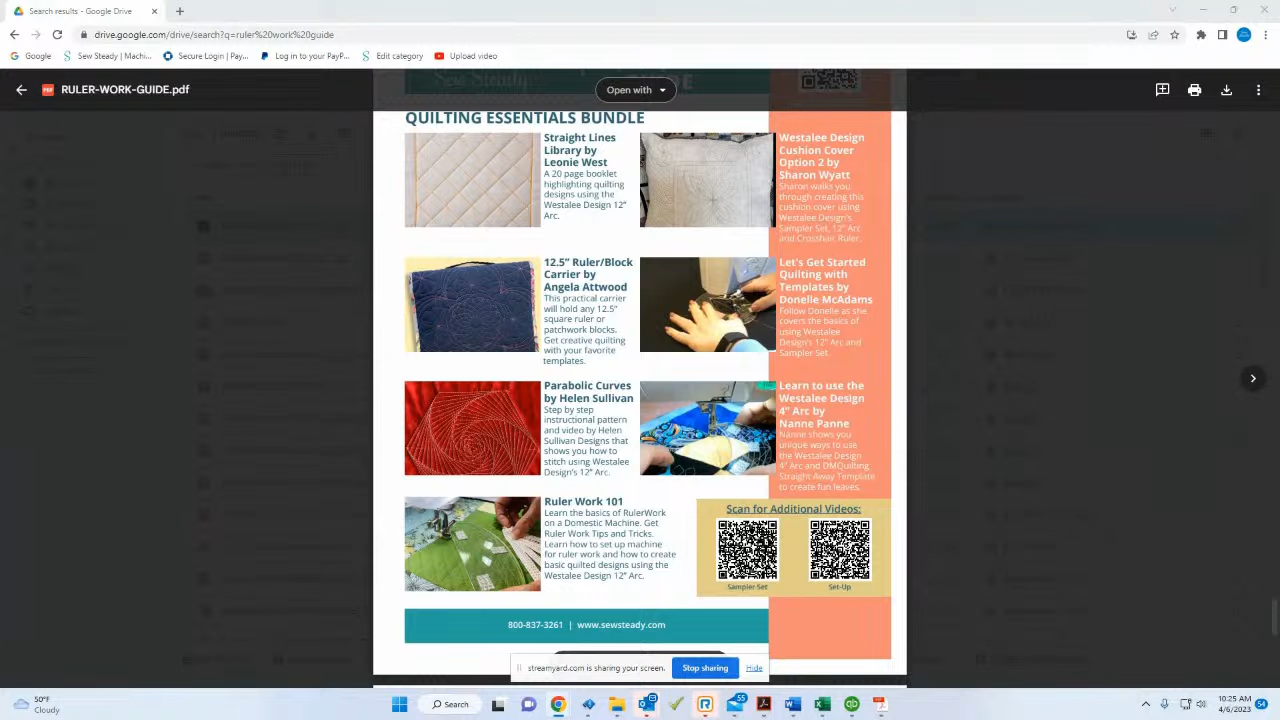 Search results - Google Drive
drive.google.com/drive/search?q=ruler%20work%20guide
Google
Sew Steady | Machi...
Secure Login | Pay...
Log in to your PayP...
Edit category
Upload video
PDF
RULER-WORK-GUIDE.pdf
Open with
Sew Steady
QUILTING ESSENTIALS BUNDLE
Straight Lines
Library by
Leonie West
A 20 page booklet
highlighting quilting
designs using the
Westalee Design 12"
Arc.
Westalee Design
Cushion Cover
Option 2 by
Sharon Wyatt
Sharon walks you
through creating this
cushion cover using
Westalee Design's
Sampler Set, 12" Arc
and Crosshair Ruler.
12.5" Ruler/Block
Carrier by
Angela Attwood
This practical carrier
will hold any 12.5"
square ruler or
patchwork blocks.
Get creative quilting
with your favorite
templates.
Let's Get Started
Quilting with
Templates by
Donelle McAdams
Follow Donelle as she
covers the basics of
using Westalee
Design's 12" Arc and
Sampler Set.
Parabolic Curves
by Helen Sullivan
Step by step
instructional pattern
and video by Helen
Sullivan Designs that
shows you how to
stitch using Westalee
Design's 12" Arc.
Learn to use the
Westalee Design
4" Arc by
Nanne Panne
Nanne shows you
unique ways to use
the Westalee Design
4" Arc and DMQuilting
Straight Away Template
to create fun leaves.
Ruler Work 101
Learn the basics of RulerWork
on a Domestic Machine. Get
Ruler Work Tips and Tricks.
Learn how to set up machine
for ruler work and how to create
basic quilted designs using the
Westalee Design 12" Arc.
Scan for Additional Videos:
Sampler Set
Set-Up
800-837-3261 | www.sewsteady.com
streamyard.com is sharing your screen.
Stop sharing
Hide
50°F
Cloudy
Search
55
10:25 AM
4/6/2023
54